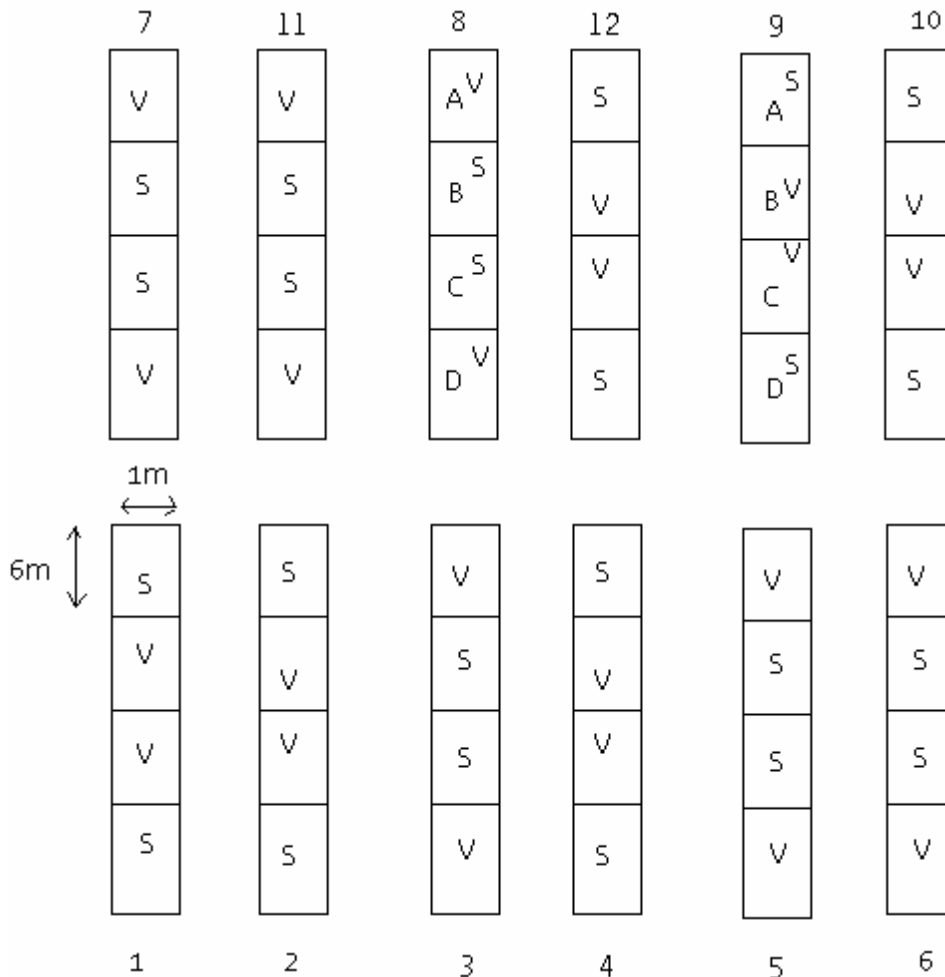 7 11 8 12 9 10
V V A V S A S S
S S B S V B V V
S S C S V C V V
V V D V S D S S
1m
6m
S S V S V V
V V S V S S
V V S V S S
S S V S V V
1 2 3 4 5 6